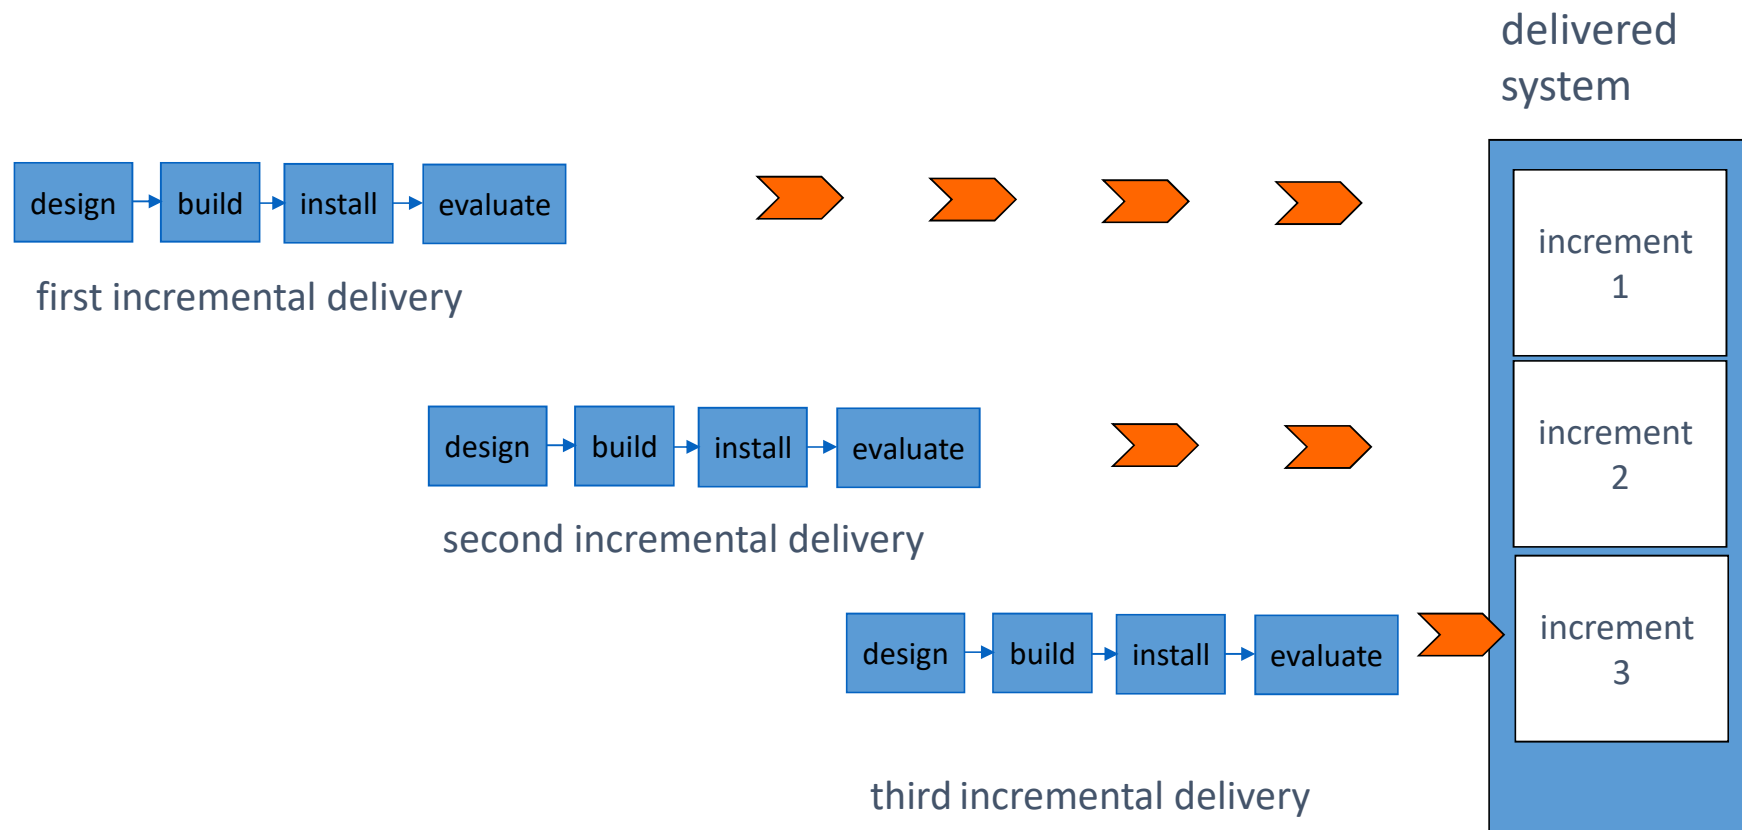 delivered
system
design
build
install
evaluate
first incremental delivery
increment
1
design
build
install
evaluate
second incremental delivery
increment
2
design
build
install
evaluate
third incremental delivery
increment
3